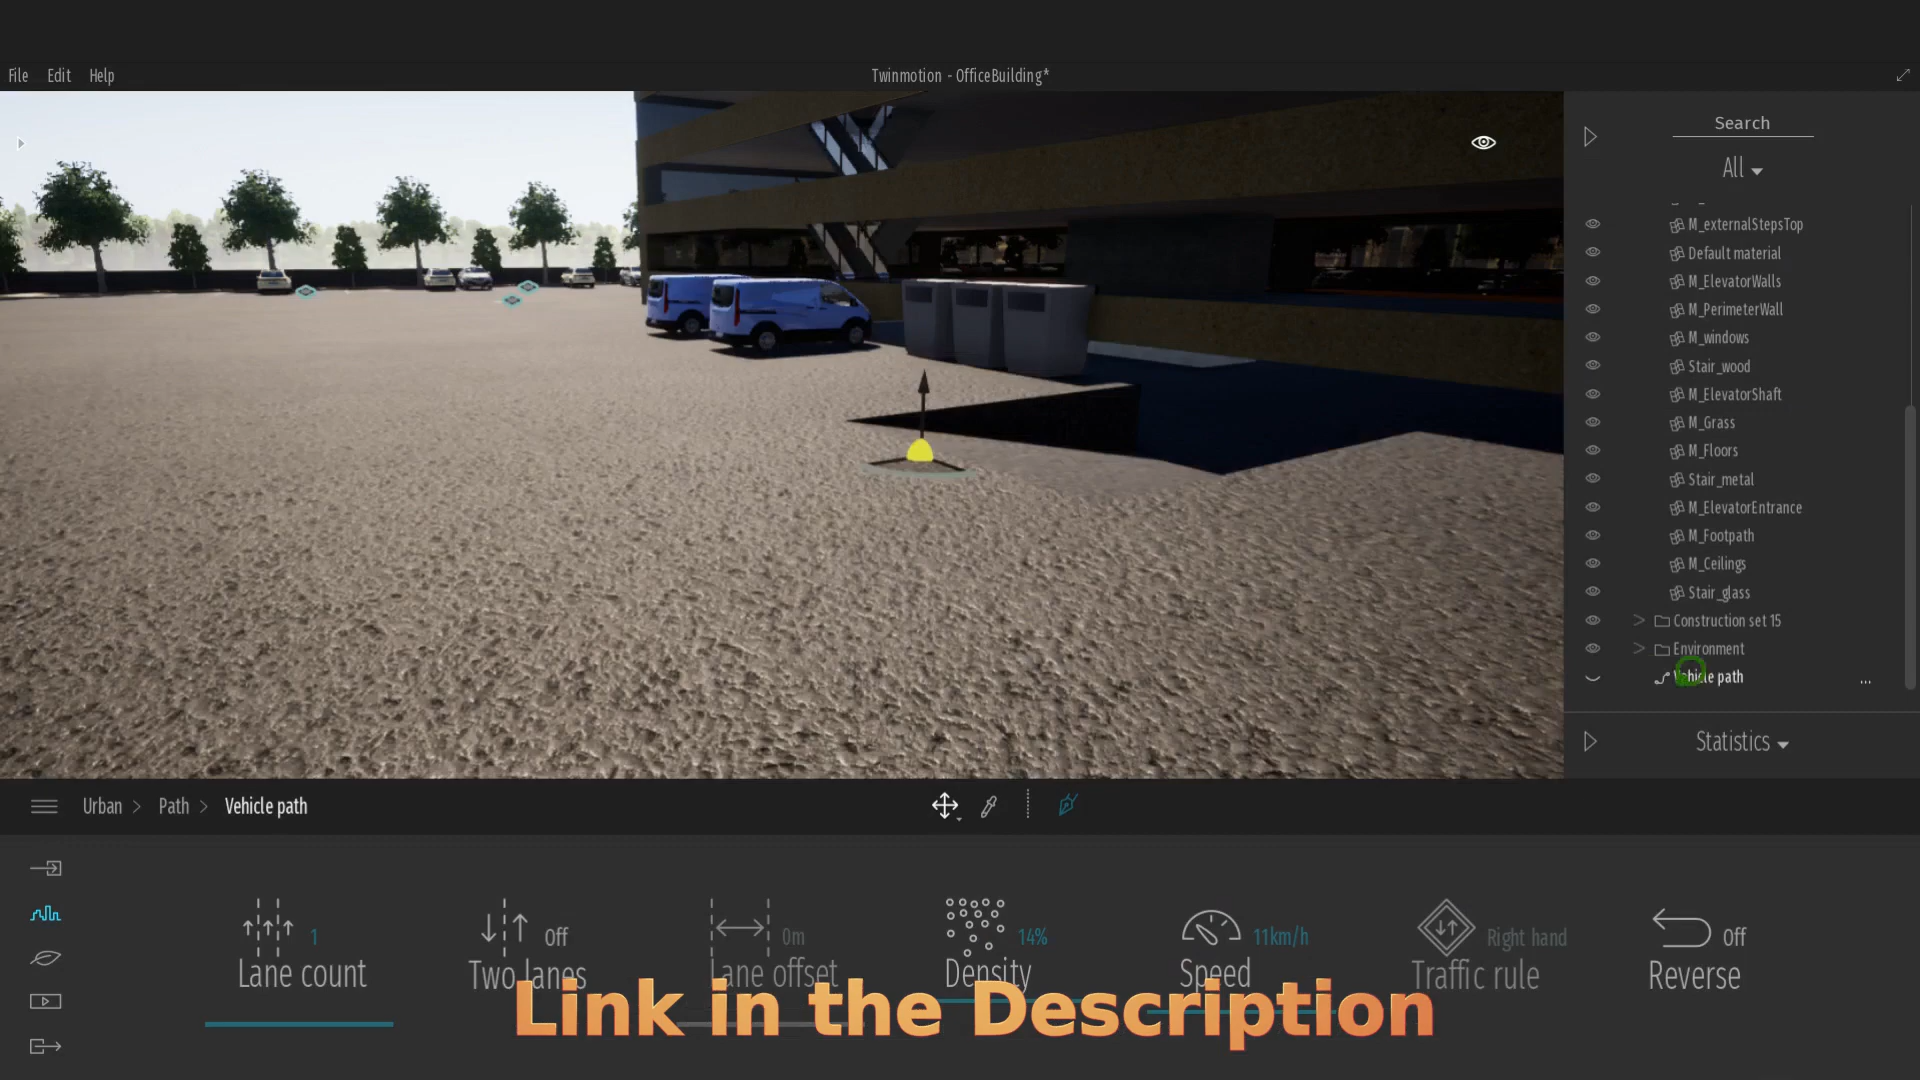 File Edit Help
Twinmotion - OfficeBuilding*
Search
All
M_externalStepsTop
Default material
M_ElevatorWalls
M_PerimeterWall
M_windows
Stair_wood
M_ElevatorShaft
M_Grass
M_Floors
Stair_metal
M_ElevatorEntrance
M_Footpath
M_Ceilings
Stair_glass
Construction set 15
Environment
Vehicle path ...
Statistics
Urban > Path > Vehicle path
1 Off 0m 14% 11km/h Right hand Off
Lane count Two lanes Lane offset Density Speed Traffic rule Reverse
Link in the Description